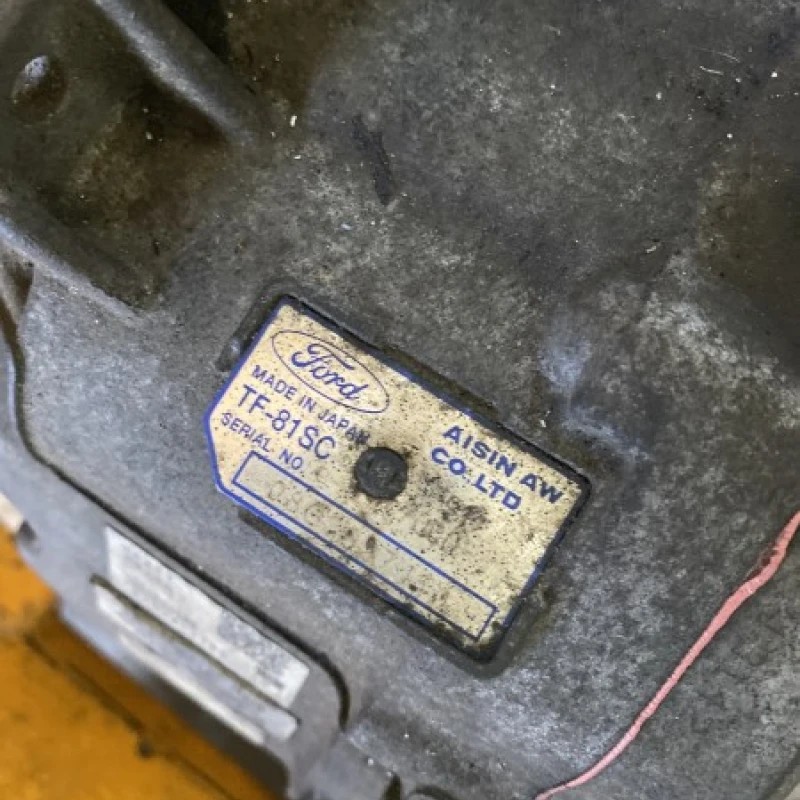 Ford
MADE IN JAPAN
TF-81SC
AISIN AW
CO.,LTD
SERIAL NO.